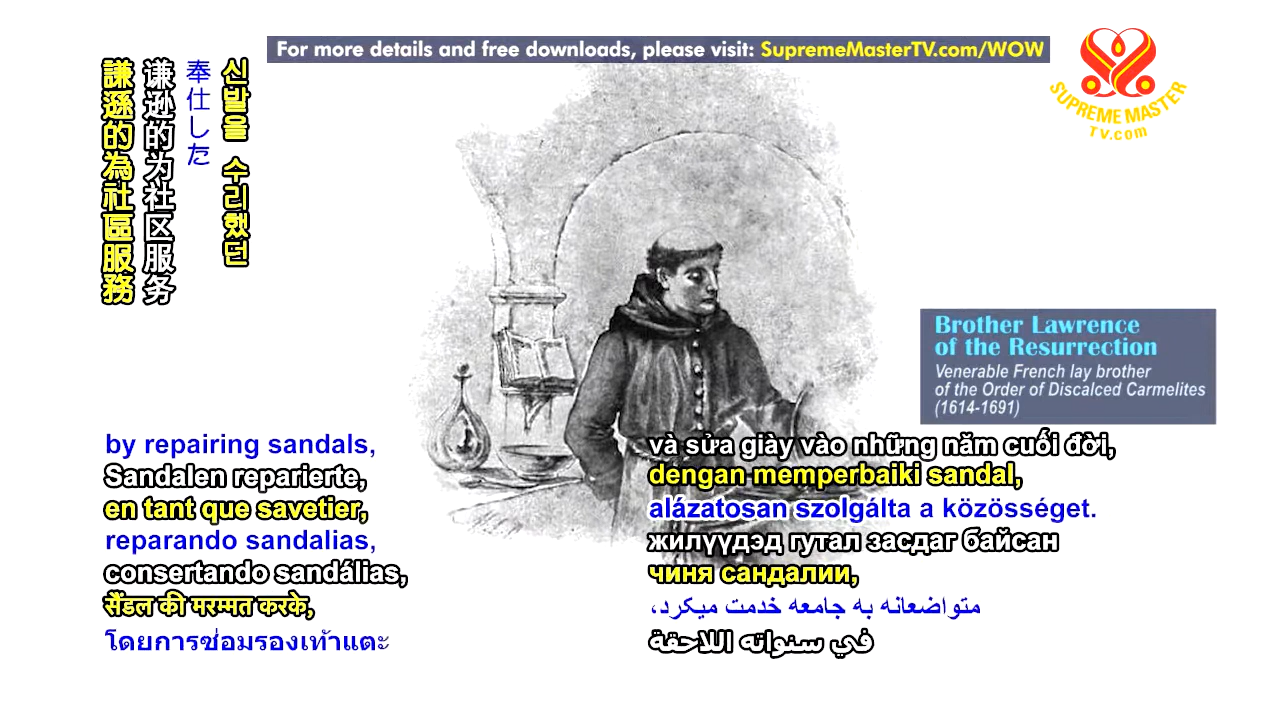 For more details and free downloads, please visit: SupremeMasterTV.com/WOW
SUPREME MASTER
TV.com
신발을 수리했던
奉仕した
谦逊的为社区服务
謙遜的為社區服務
Brother Lawrence
of the Resurrection
Venerable French lay brother
of the Order of Discalced Carmelites
(1614-1691)
by repairing sandals,
Sandalen reparierte,
en tant que savetier,
reparando sandalias,
consertando sandálias,
सैंडल की मरम्मत करके,
โดยการซ่อมรองเท้าแตะ
và sửa giày vào những năm cuối đời,
dengan memperbaiki sandal,
alázatosan szolgálta a közösséget.
жилүүдэд гутал засдаг байсан
чиня сандалии,
متواضعانه به جامعه خدمت میکرد،
في سنواته اللاحقة